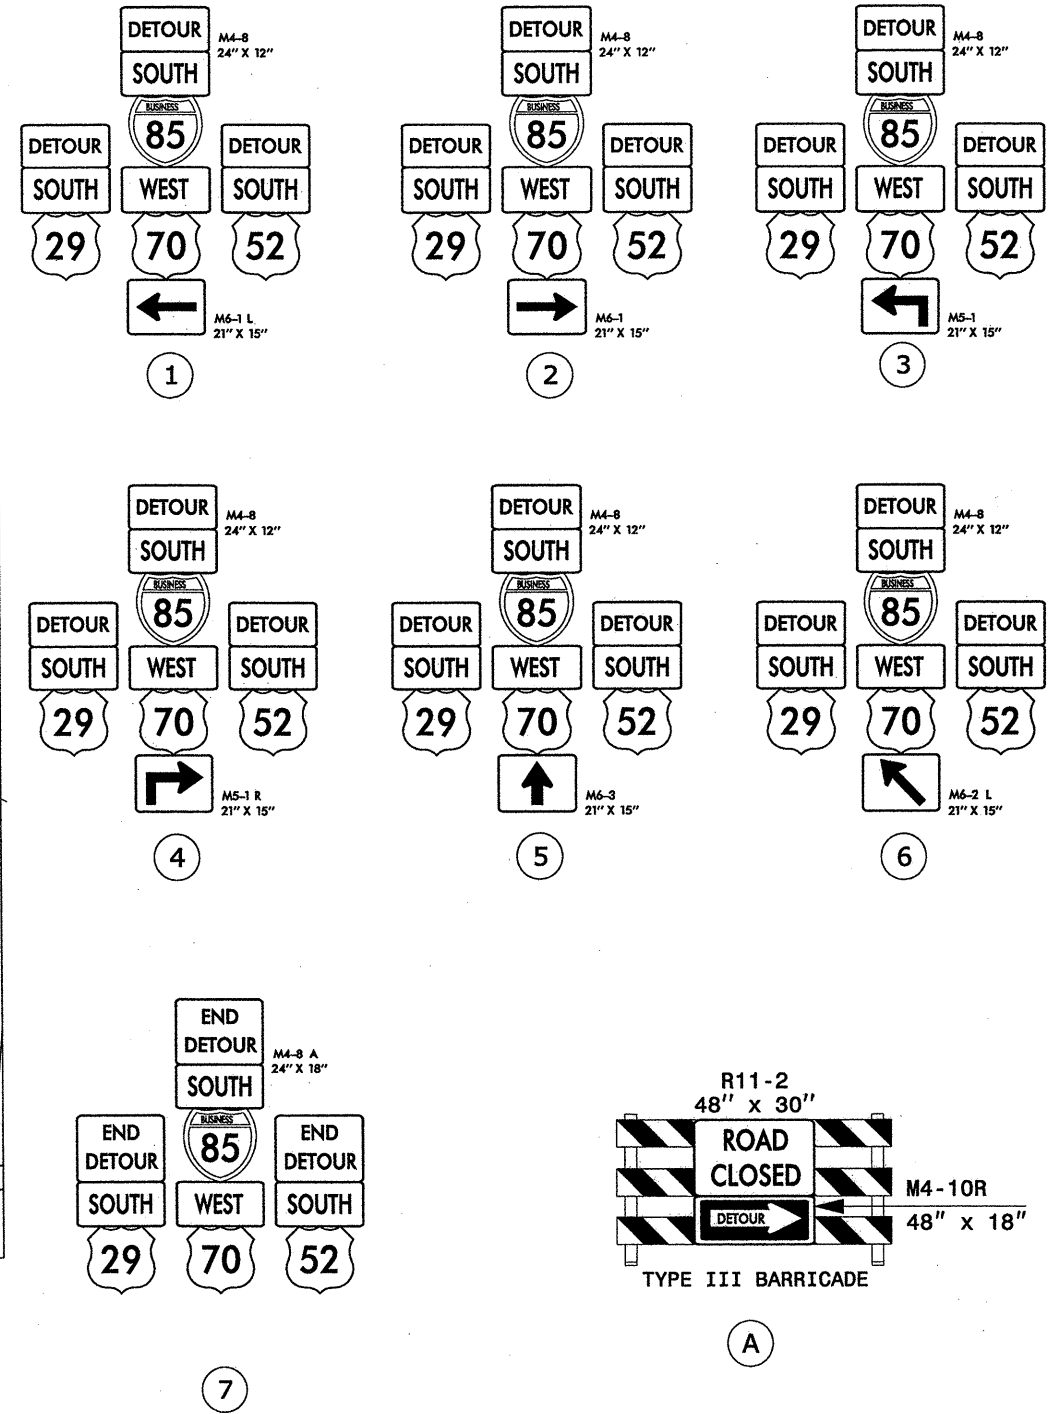 DETOUR
M4-8
24" X 12"
SOUTH
BUSINESS
85
DETOUR
DETOUR
SOUTH
WEST
SOUTH
29
70
52
M6-1 L
21" X 15"
1
DETOUR
M4-8
24" X 12"
SOUTH
BUSINESS
85
DETOUR
DETOUR
SOUTH
WEST
SOUTH
29
70
52
M6-1
21" X 15"
2
DETOUR
M4-8
24" X 12"
SOUTH
BUSINESS
85
DETOUR
DETOUR
SOUTH
WEST
SOUTH
29
70
52
M5-1
21" X 15"
3
DETOUR
M4-8
24" X 12"
SOUTH
BUSINESS
85
DETOUR
DETOUR
SOUTH
WEST
SOUTH
29
70
52
M5-1 R
21" X 15"
4
DETOUR
M4-8
24" X 12"
SOUTH
BUSINESS
85
DETOUR
DETOUR
SOUTH
WEST
SOUTH
29
70
52
M6-3
21" X 15"
5
DETOUR
M4-8
24" X 12"
SOUTH
BUSINESS
85
DETOUR
DETOUR
SOUTH
WEST
SOUTH
29
70
52
M6-2 L
21" X 15"
6
END
DETOUR
M4-8 A
24" X 18"
SOUTH
BUSINESS
85
END
DETOUR
END
DETOUR
SOUTH
WEST
SOUTH
29
70
52
7
R11-2
48" x 30"
ROAD
CLOSED
DETOUR
M4-10R
48" x 18"
TYPE III BARRICADE
A